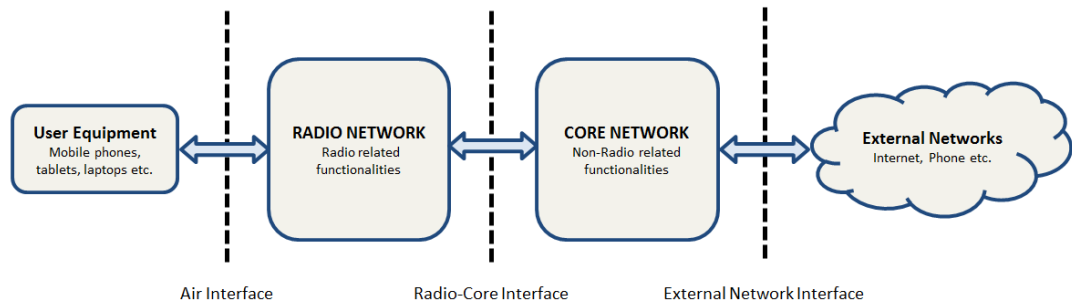 User Equipment
Mobile phones,
tablets, laptops etc.
RADIO NETWORK
Radio related
functionalities
CORE NETWORK
Non-Radio related
functionalities
External Networks
Internet, Phone etc.
Air Interface
Radio-Core Interface
External Network Interface